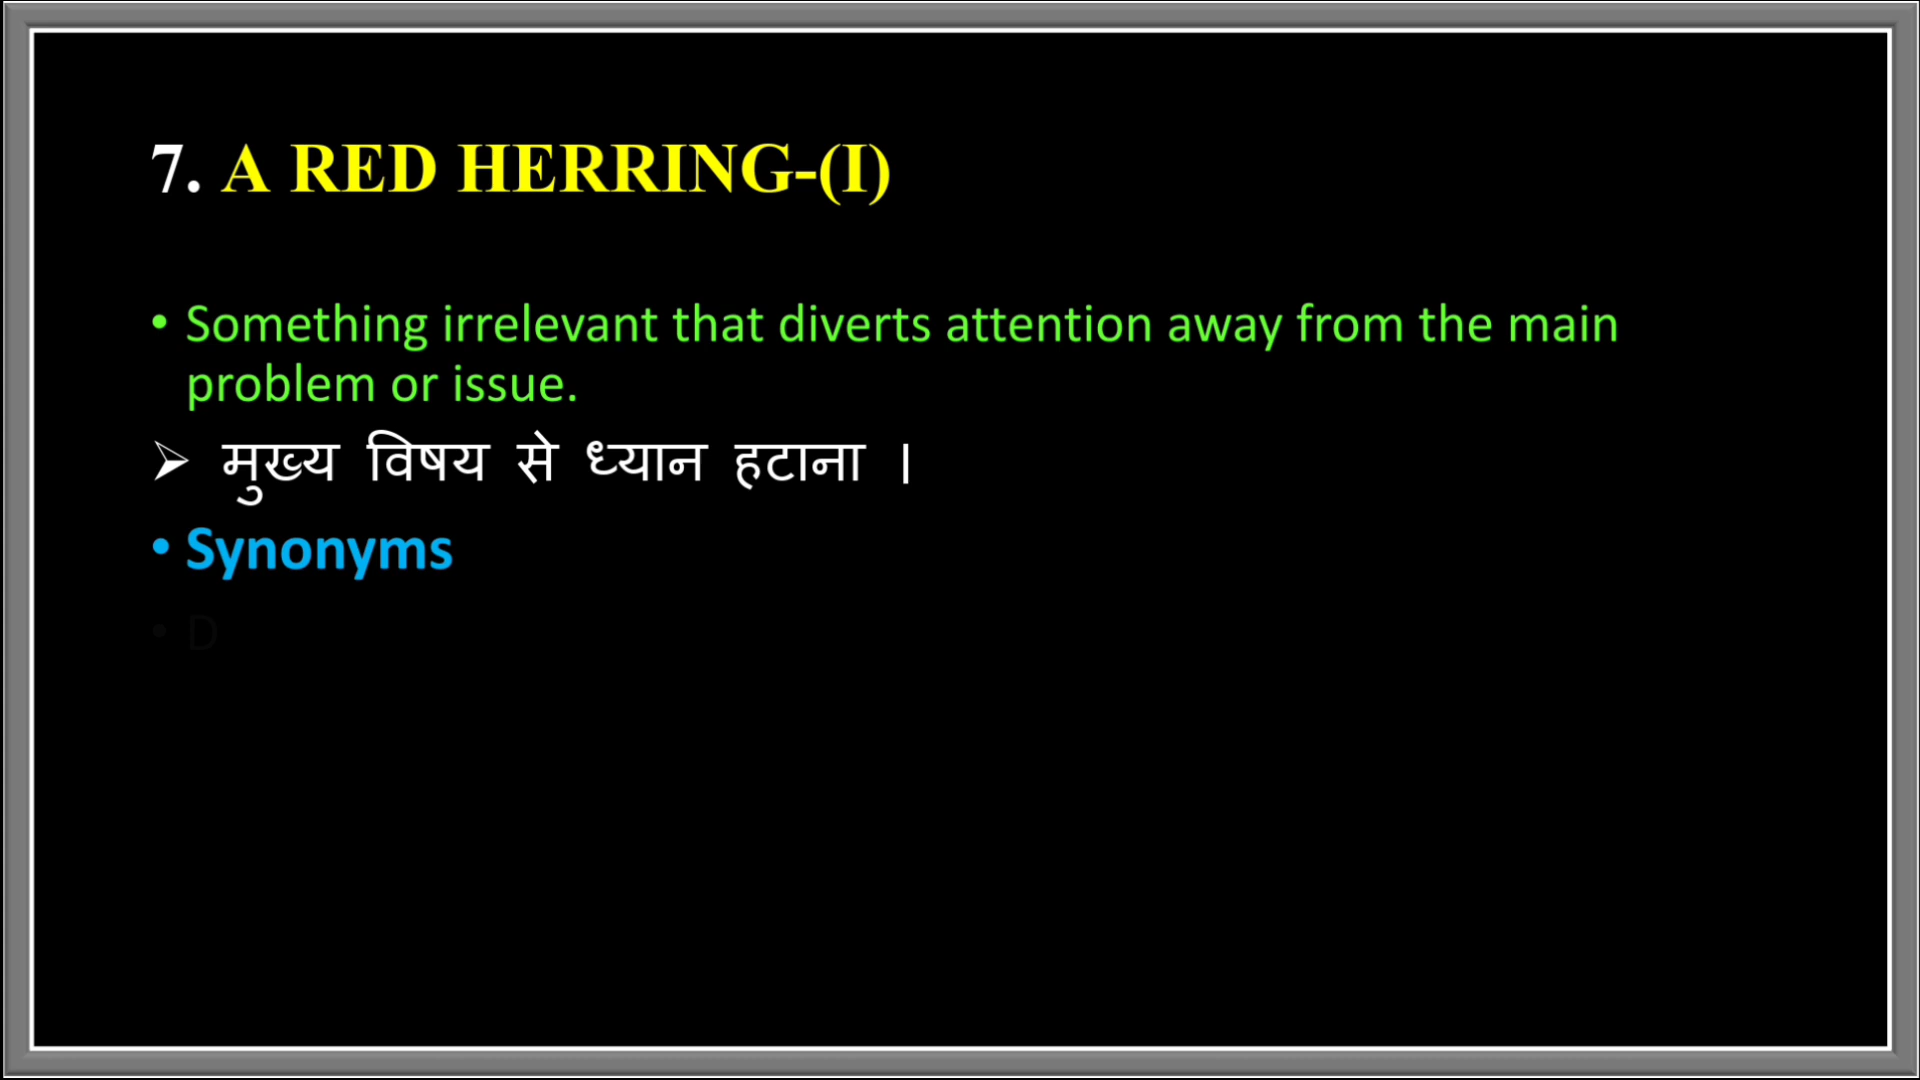 7. A RED HERRING-(I)
• Something irrelevant that diverts attention away from the main
problem or issue.
➢ मुख्य विषय से ध्यान हटाना ।
• Synonyms
• D